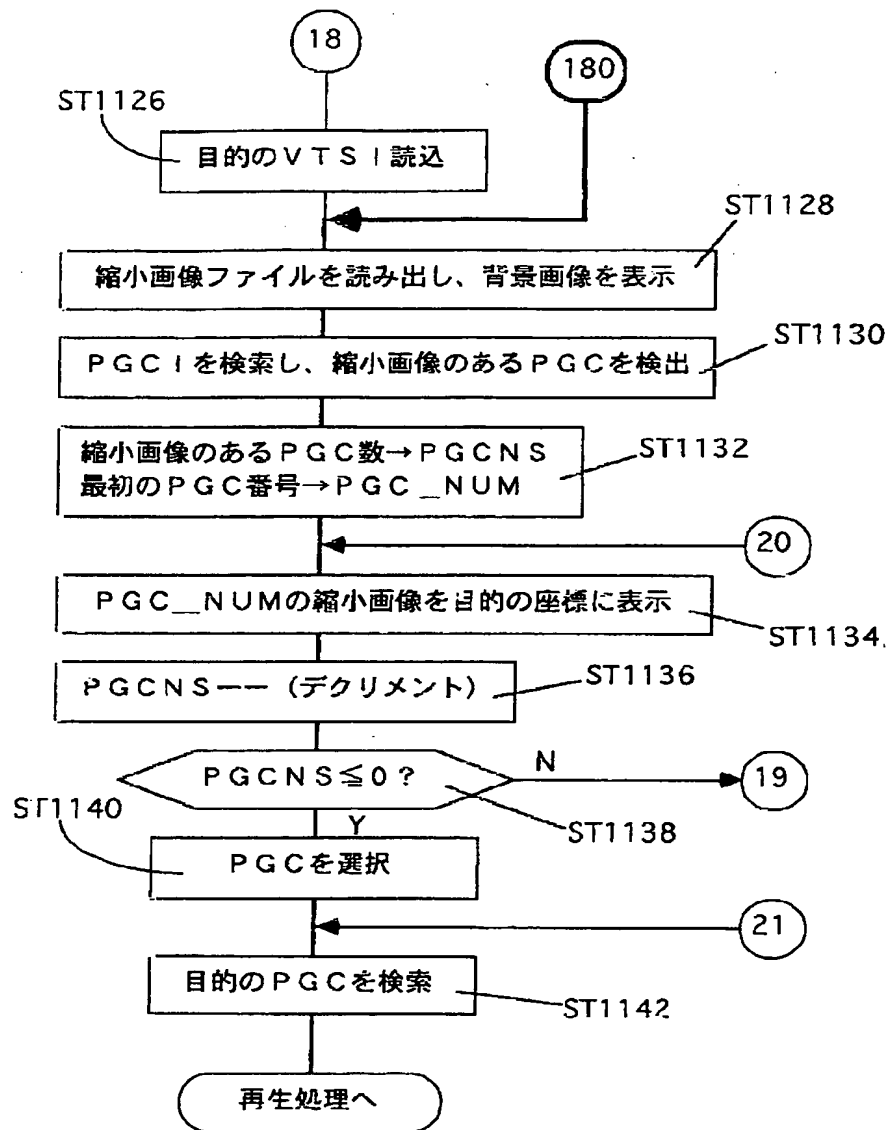 18
180
ST1126
目的のＶＴＳＩ読込
ST1128
縮小画像ファイルを読み出し、背景画像を表示
ST1130
ＰＧＣＩを検索し、縮小画像のあるＰＧＣを検出
縮小画像のあるＰＧＣ数→ＰＧＣＮＳ
最初のＰＧＣ番号→ＰＧＣ＿ＮＵＭ
ST1132
20
ＰＧＣ＿ＮＵＭの縮小画像を目的の座標に表示
ST1134
ＰＧＣＮＳ−−（デクリメント）
ST1136
ＰＧＣＮＳ≦０？
N
19
ST1138
ST1140
Y
ＰＧＣを選択
21
目的のＰＧＣを検索
ST1142
再生処理へ